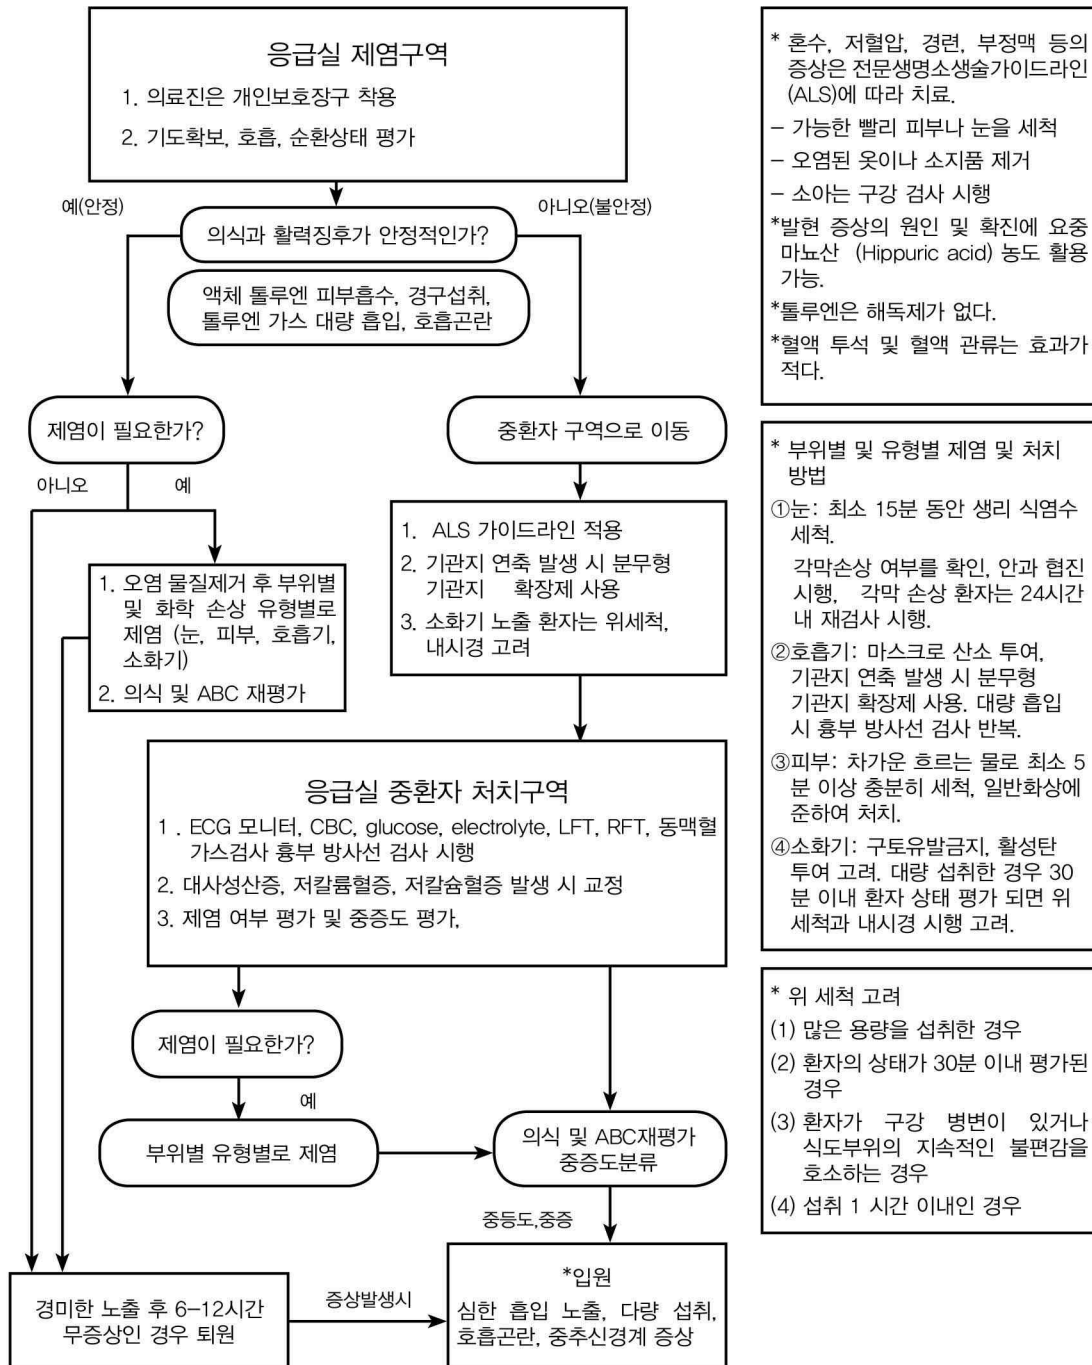 응급실 제염구역
1. 의료진은 개인보호장구 착용
2. 기도확보, 호흡, 순환상태 평가
예(안정)
아니오(불안정)
의식과 활력징후가 안정적인가?
액체 톨루엔 피부흡수, 경구섭취,
톨루엔 가스 대량 흡입, 호흡곤란
제염이 필요한가?
중환자 구역으로 이동
아니오
예
1. 오염 물질제거 후 부위별
및 화학 손상 유형별로
제염 (눈, 피부, 호흡기,
소화기)
2. 의식 및 ABC 재평가
1. ALS 가이드라인 적용
2. 기관지 연축 발생 시 분무형
기관지 확장제 사용
3. 소화기 노출 환자는 위세척,
내시경 고려
응급실 중환자 처치구역
1 . ECG 모니터, CBC, glucose, electrolyte, LFT, RFT, 동맥혈
가스검사 흉부 방사선 검사 시행
2. 대사성산증, 저칼륨혈증, 저칼슘혈증 발생 시 교정
3. 제염 여부 평가 및 중증도 평가,
제염이 필요한가?
예
부위별 유형별로 제염
의식 및 ABC재평가
중증도분류
중등도,중증
경미한 노출 후 6-12시간
무증상인 경우 퇴원
증상발생시
*입원
심한 흡입 노출, 다량 섭취,
호흡곤란, 중추신경계 증상
* 혼수, 저혈압, 경련, 부정맥 등의
증상은 전문생명소생술가이드라인
(ALS)에 따라 치료.
- 가능한 빨리 피부나 눈을 세척
- 오염된 옷이나 소지품 제거
- 소아는 구강 검사 시행
*발현 증상의 원인 및 확진에 요중
마뇨산 (Hippuric acid) 농도 활용
가능.
*톨루엔은 해독제가 없다.
*혈액 투석 및 혈액 관류는 효과가
적다.
* 부위별 및 유형별 제염 및 처치
방법
①눈: 최소 15분 동안 생리 식염수
세척.
각막손상 여부를 확인, 안과 협진
시행, 각막 손상 환자는 24시간
내 재검사 시행.
②호흡기: 마스크로 산소 투여,
기관지 연축 발생 시 분무형
기관지 확장제 사용. 대량 흡입
시 흉부 방사선 검사 반복.
③피부: 차가운 흐르는 물로 최소 5
분 이상 충분히 세척, 일반화상에
준하여 처치.
④소화기: 구토유발금지, 활성탄
투여 고려. 대량 섭취한 경우 30
분 이내 환자 상태 평가 되면 위
세척과 내시경 시행 고려.
* 위 세척 고려
(1) 많은 용량을 섭취한 경우
(2) 환자의 상태가 30분 이내 평가된
경우
(3) 환자가 구강 병변이 있거나
식도부위의 지속적인 불편감을
호소하는 경우
(4) 섭취 1 시간 이내인 경우